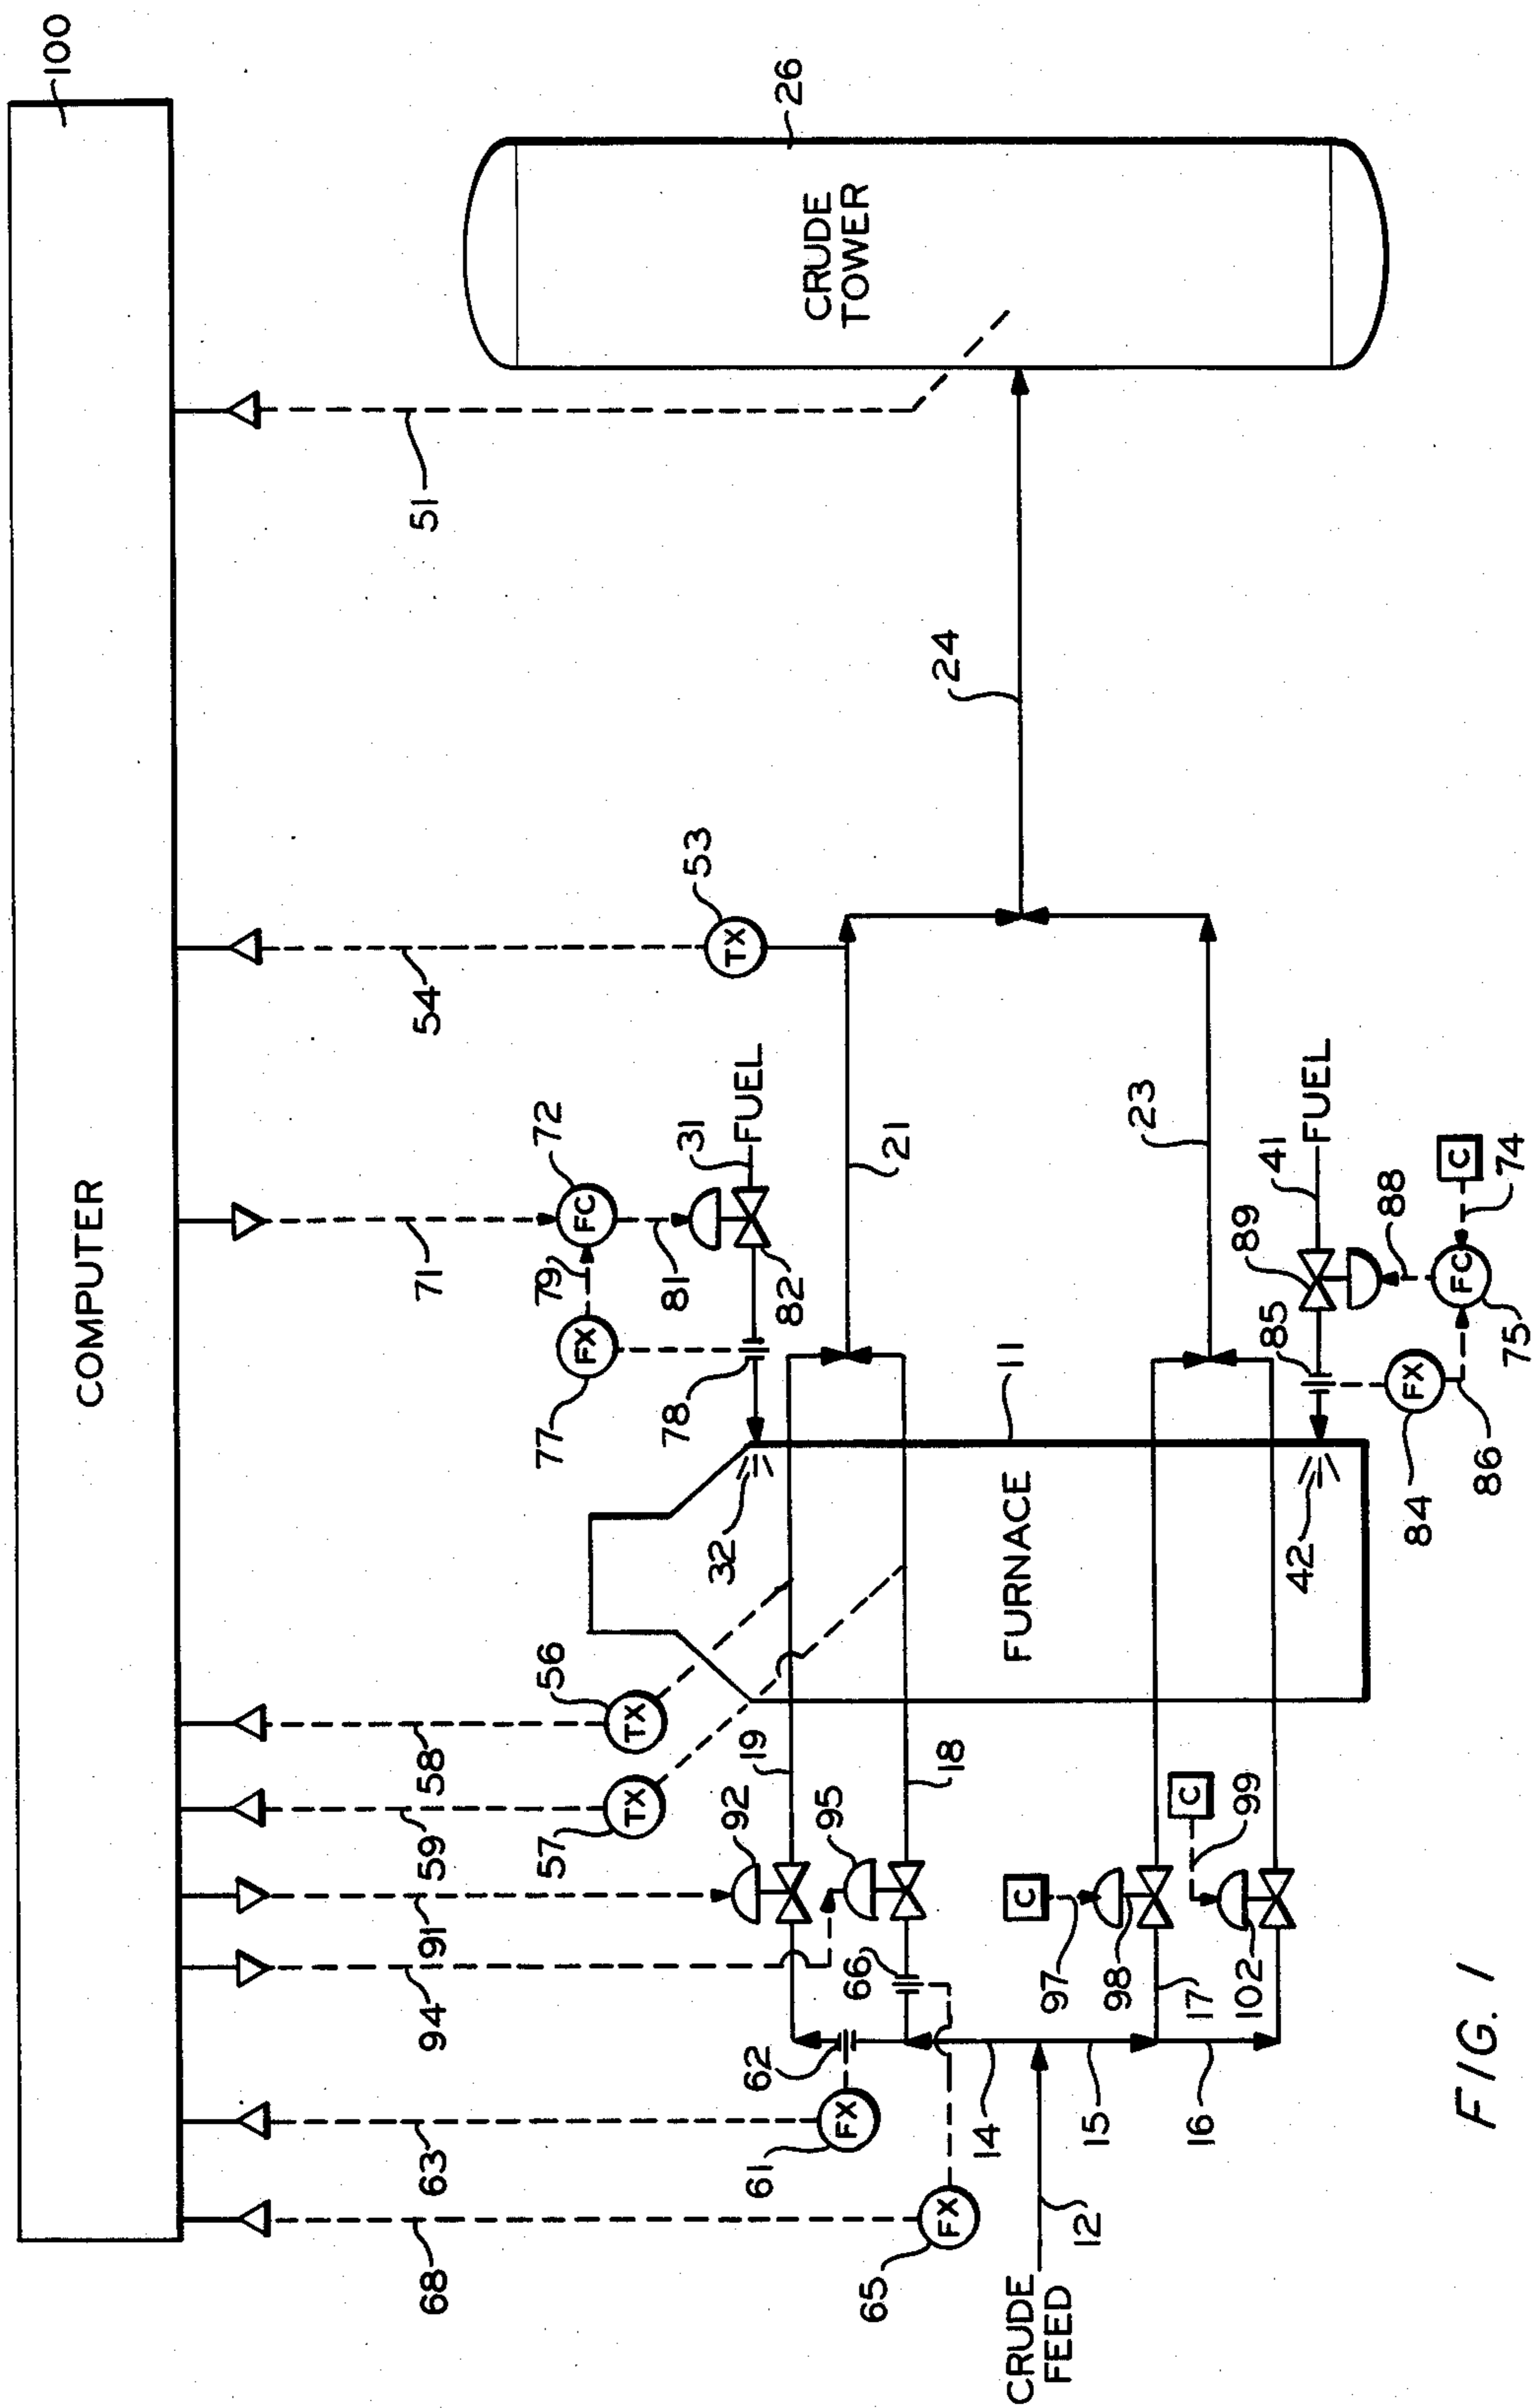 100
COMPUTER
68
63
94
91
59
58
71
54
51
65
FX
61
FX
62
66
92
95
57
TX
56
TX
77
FX
79
72
FC
81
78
82
31
FUEL
53
TX
32
19
18
21
CRUDE
FEED
12
14
15
16
17
97
C
98
C
99
102
FURNACE
11
42
23
24
CRUDE
TOWER
26
85
89
41
FUEL
84
FX
86
88
FC
75
74
C
FIG. 1